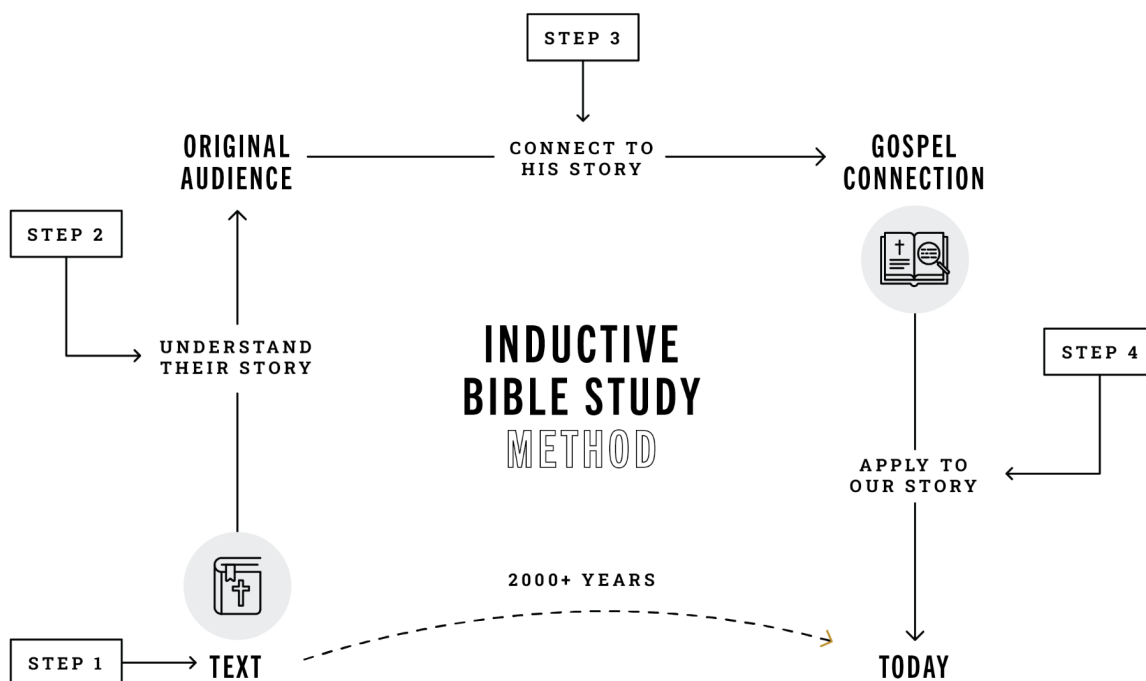 STEP 3
ORIGINAL
AUDIENCE
CONNECT TO
HIS STORY
GOSPEL
CONNECTION
STEP 2
UNDERSTAND
THEIR STORY
INDUCTIVE
BIBLE STUDY
METHOD
STEP 4
APPLY TO
OUR STORY
2000+ YEARS
STEP 1
TEXT
TODAY